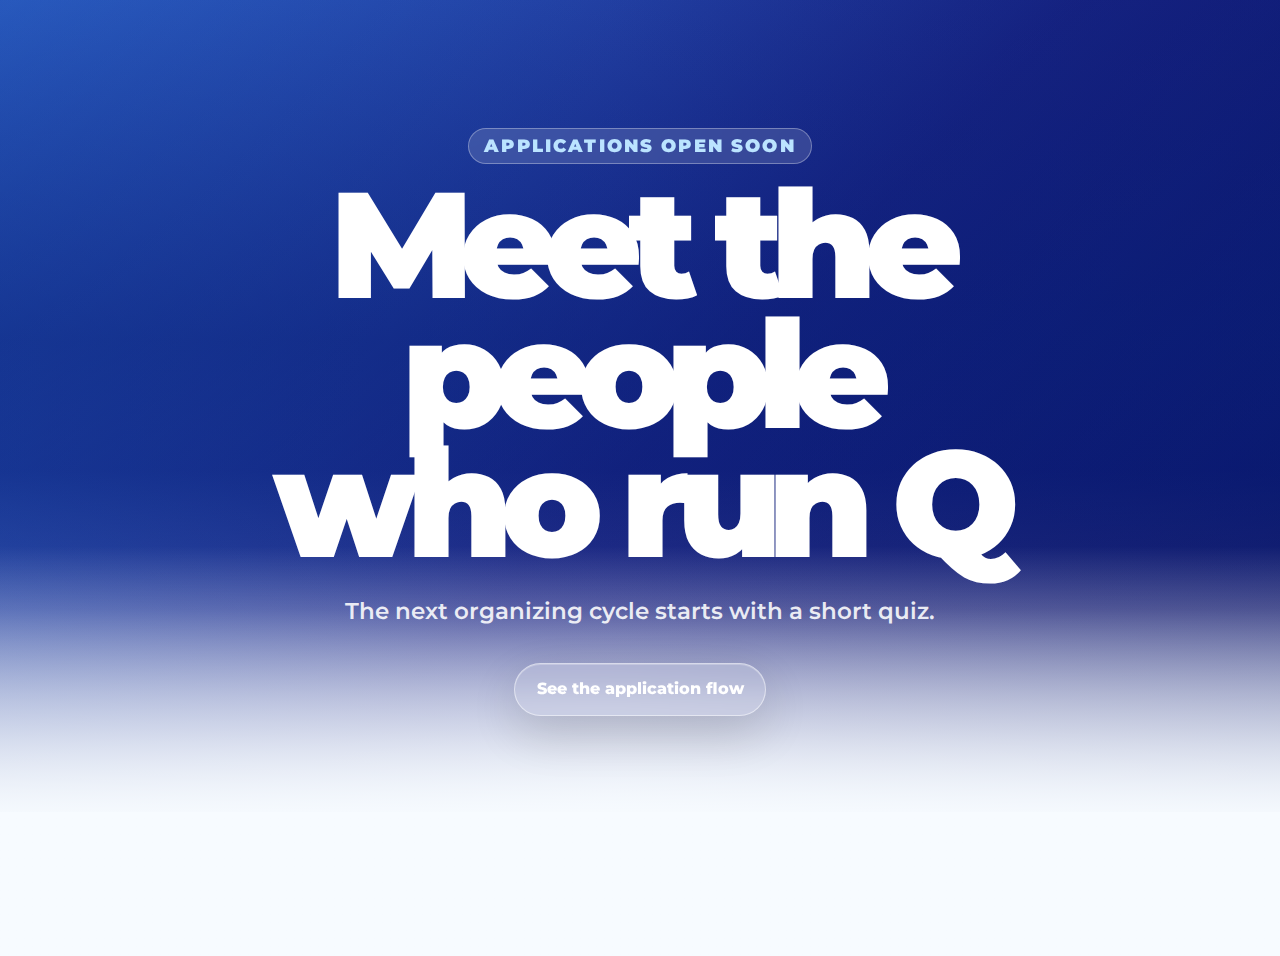 APPLICATIONS OPEN SOON
Meet the
people
who run Q
The next organizing cycle starts with a short quiz.
See the application flow